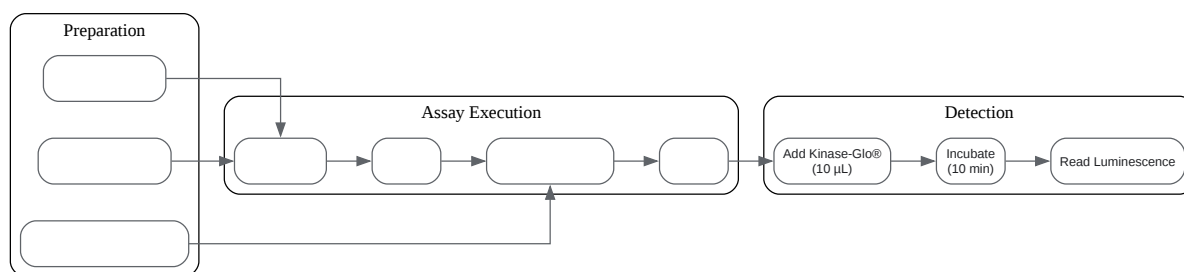 Preparation
Assay Execution
Detection
Add Kinase-Glo®
(10 µL)
Incubate
(10 min)
Read Luminescence